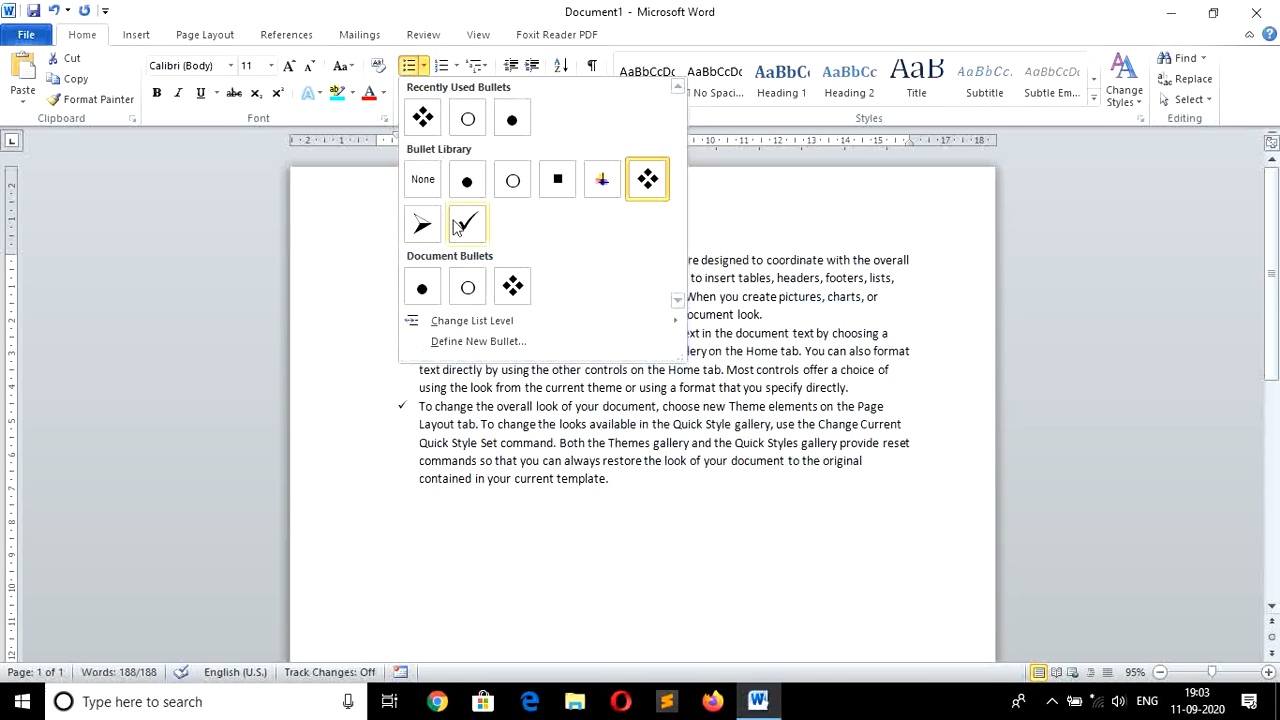 Document1 - Microsoft Word
File Home Insert Page Layout References Mailings Review View Foxit Reader PDF
Paste
Cut
Copy
Format Painter
Clipboard
Calibri (Body) 11
Font
AaBbCcDc AaBbCcDc AaBbC AaBbCc AaB AaBbCc. AaBbCcDc
No Spaci... Heading 1 Heading 2 Title Subtitle Subtle Em...
Change Styles
Styles
Find
Replace
Select
Editing
Recently Used Bullets
Bullet Library
None
Document Bullets
Change List Level
Define New Bullet...
re designed to coordinate with the overall
to insert tables, headers, footers, lists,
When you create pictures, charts, or
ocument look.
ext in the document text by choosing a
lery on the Home tab. You can also format
text directly by using the other controls on the Home tab. Most controls offer a choice of
using the look from the current theme or using a format that you specify directly.
✓ To change the overall look of your document, choose new Theme elements on the Page
Layout tab. To change the looks available in the Quick Style gallery, use the Change Current
Quick Style Set command. Both the Themes gallery and the Quick Styles gallery provide reset
commands so that you can always restore the look of your document to the original
contained in your current template.
Page: 1 of 1 Words: 188/188 English (U.S.) Track Changes: Off 95%
Type here to search
ENG
19:03
11-09-2020